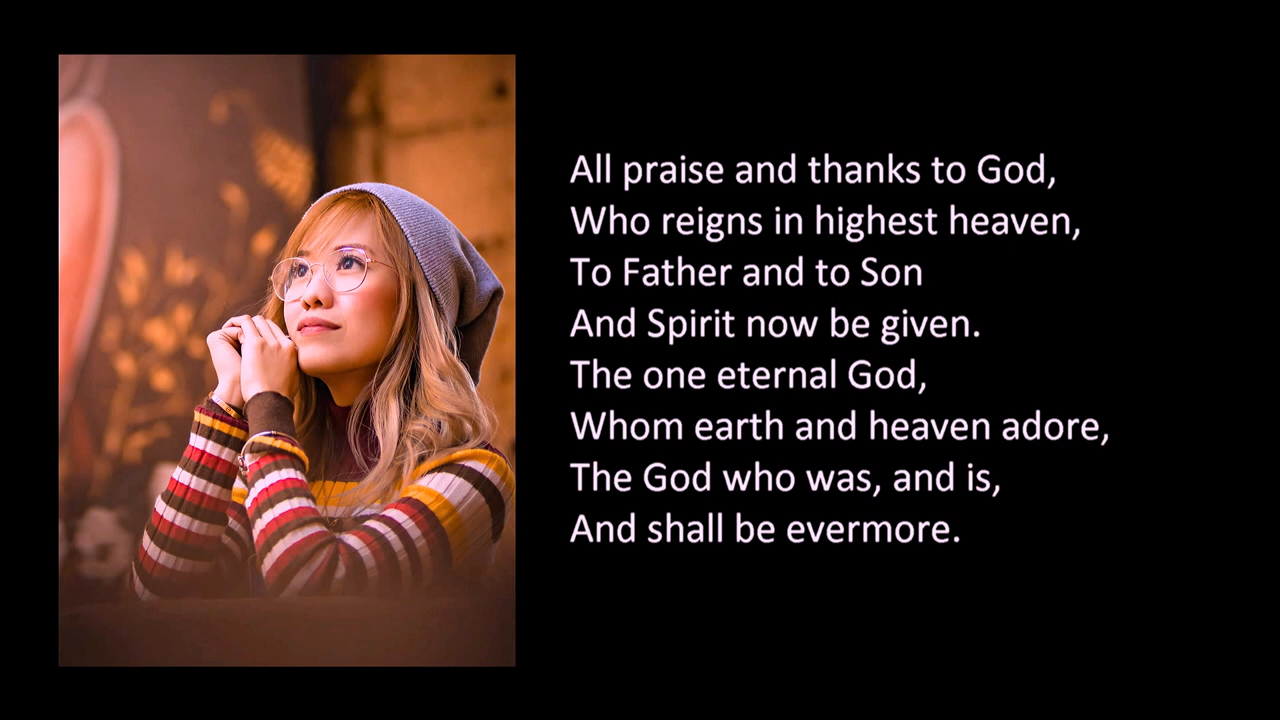 All praise and thanks to God,
Who reigns in highest heaven,
To Father and to Son
And Spirit now be given.
The one eternal God,
Whom earth and heaven adore,
The God who was, and is,
And shall be evermore.